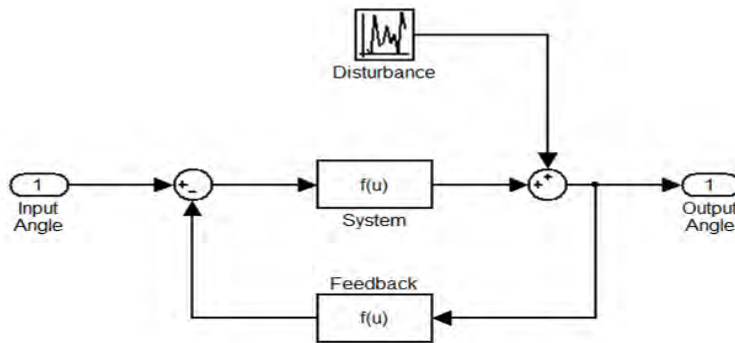 Disturbance
1
Input
Angle
+
−
f(u)
System
+
+
1
Output
Angle
Feedback
f(u)